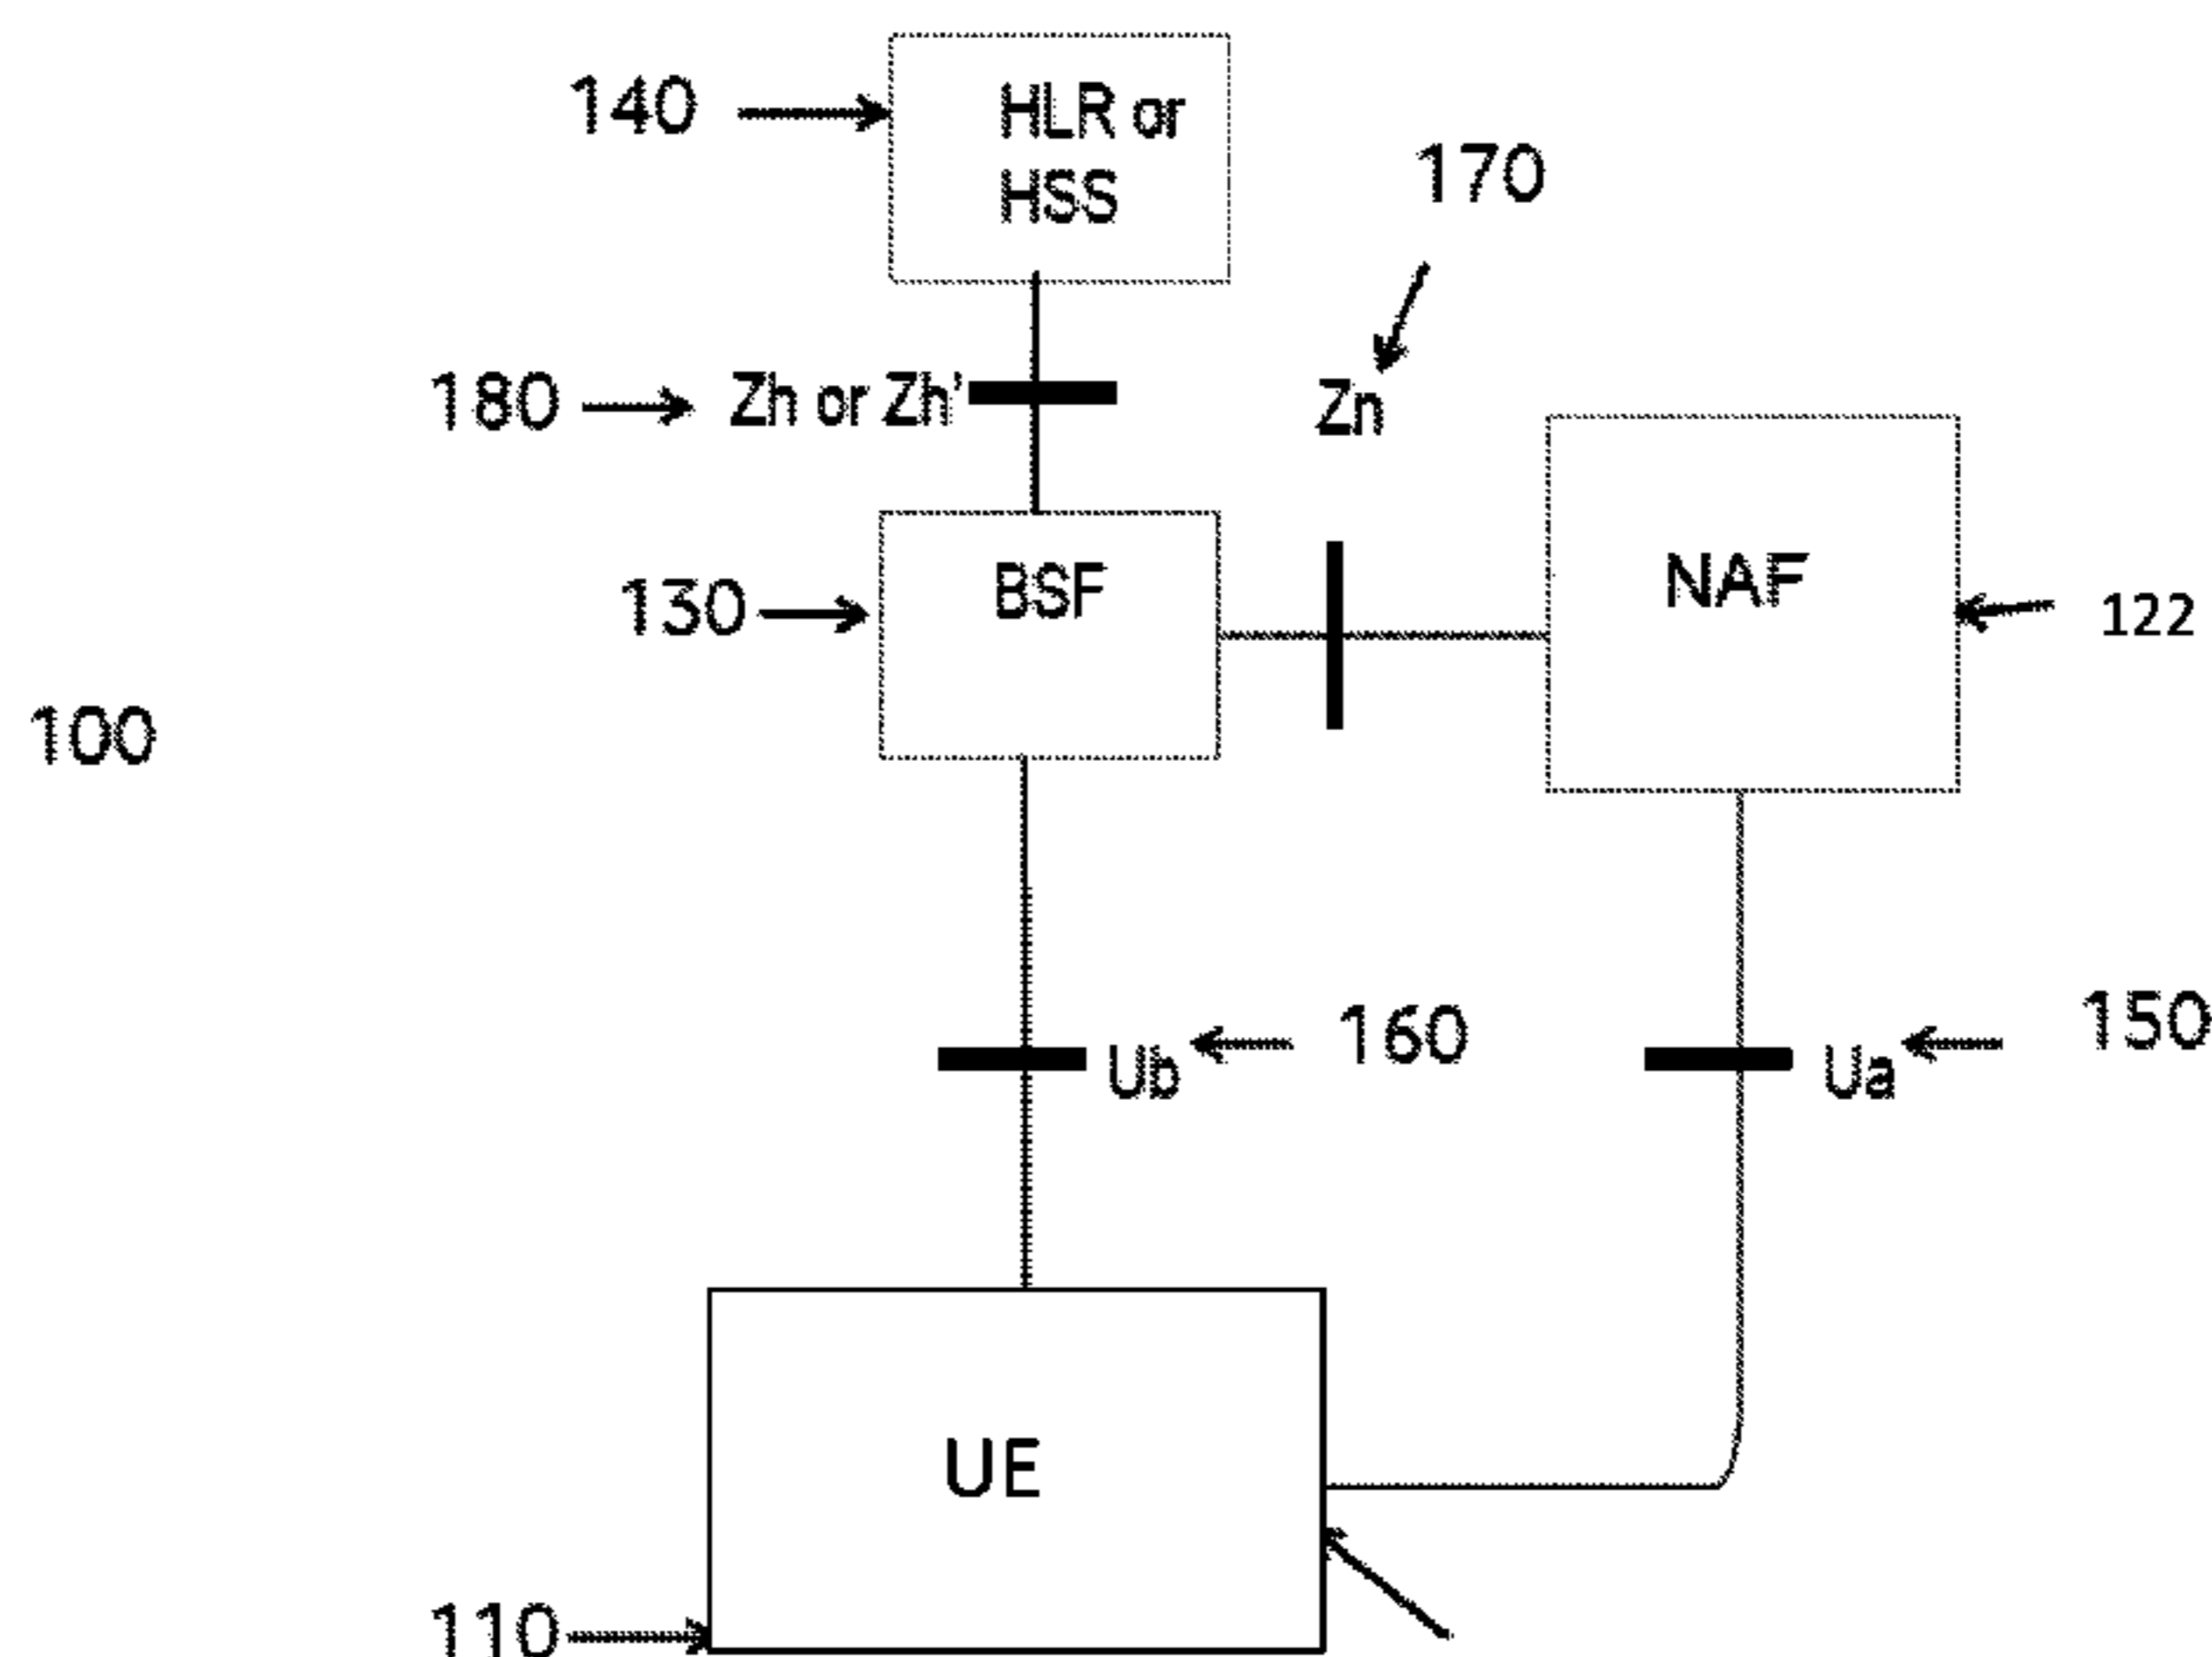 140
HLR or
HSS
170
180
Zh or Zh'
Zn
130
BSF
NAF
122
100
Ub
160
Ua
150
UE
110